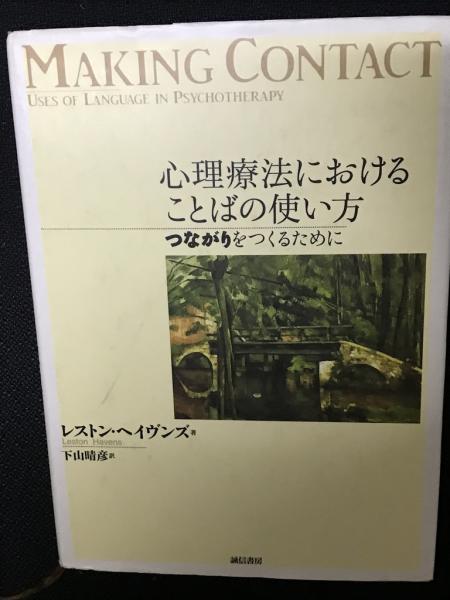 MAKING CONTACT
USES OF LANGUAGE IN PSYCHOTHERAPY
心理療法における
ことばの使い方
つながりをつくるために
レストン・ヘイヴンズ著
Leston Havens
下山晴彦訳
誠信書房